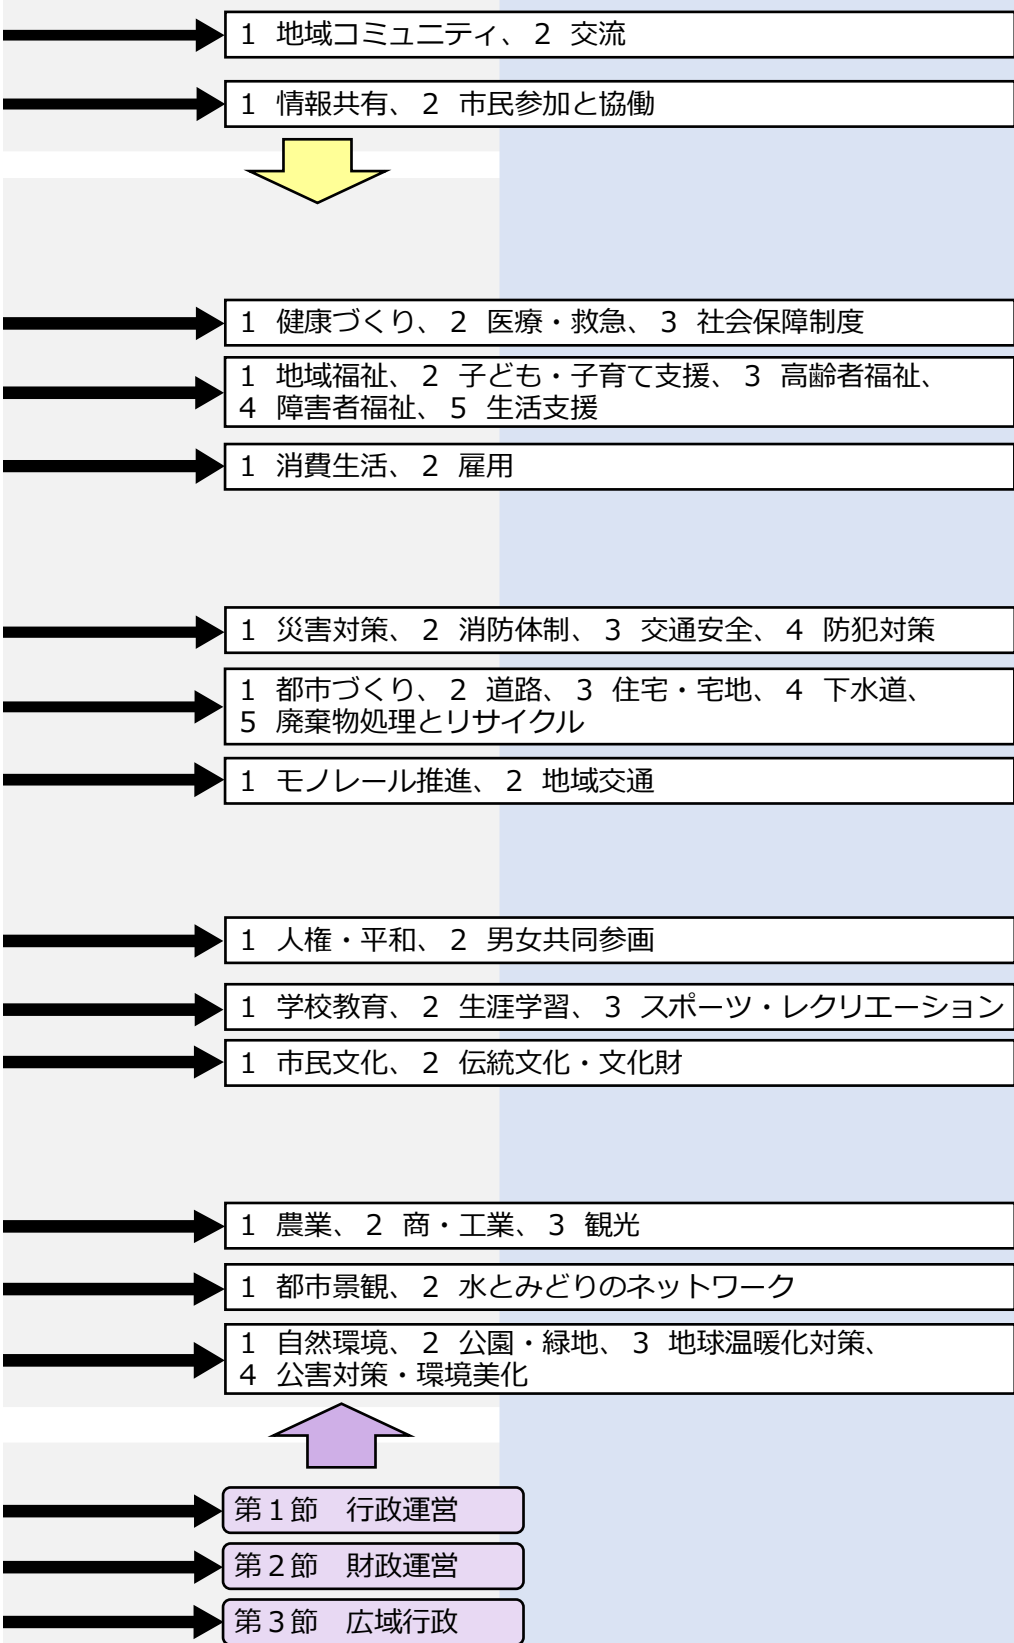 1 地域コミュニティ、2 交流
1 情報共有、2 市民参加と協働
1 健康づくり、2 医療・救急、3 社会保障制度
1 地域福祉、2 子ども・子育て支援、3 高齢者福祉、
4 障害者福祉、5 生活支援
1 消費生活、2 雇用
1 災害対策、2 消防体制、3 交通安全、4 防犯対策
1 都市づくり、2 道路、3 住宅・宅地、4 下水道、
5 廃棄物処理とリサイクル
1 モノレール推進、2 地域交通
1 人権・平和、2 男女共同参画
1 学校教育、2 生涯学習、3 スポーツ・レクリエーション
1 市民文化、2 伝統文化・文化財
1 農業、2 商・工業、3 観光
1 都市景観、2 水とみどりのネットワーク
1 自然環境、2 公園・緑地、3 地球温暖化対策、
4 公害対策・環境美化
第1節 行政運営
第2節 財政運営
第3節 広域行政